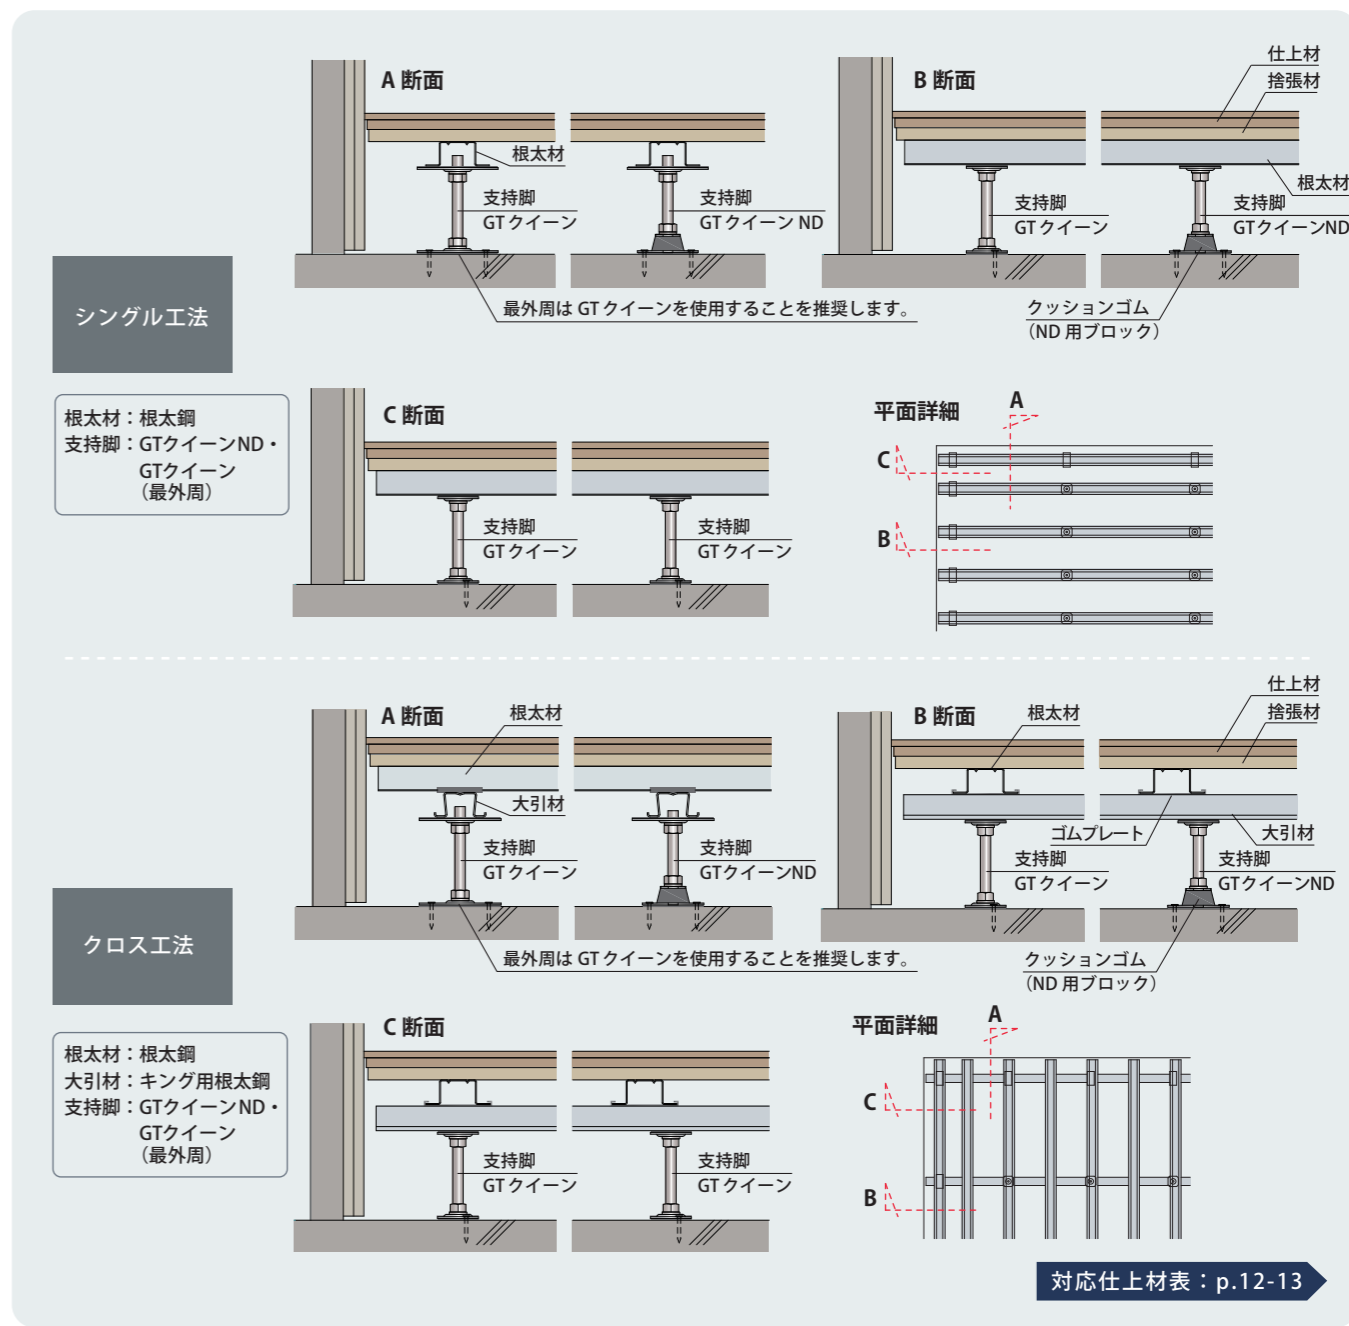 シングル工法
根太材：根太鋼
支持脚：GTクイーンND・
GTクイーン
（最外周）
A 断面
根太材
支持脚
GTクイーン
支持脚
GTクイーン ND
最外周は GTクイーンを使用することを推奨します。
B 断面
仕上材
捨張材
根太材
支持脚
GTクイーン
支持脚
GTクイーンND
クッションゴム
（ND 用ブロック）
C 断面
支持脚
GTクイーン
支持脚
GTクイーン
平面詳細
A
C
B
クロス工法
根太材：根太鋼
大引材：キング用根太鋼
支持脚：GTクイーンND・
GTクイーン
（最外周）
A 断面
根太材
大引材
支持脚
GTクイーン
支持脚
GTクイーンND
最外周は GTクイーンを使用することを推奨します。
B 断面
根太材
仕上材
捨張材
ゴムプレート
大引材
支持脚
GTクイーン
支持脚
GTクイーンND
クッションゴム
（ND 用ブロック）
C 断面
支持脚
GTクイーン
支持脚
GTクイーン
平面詳細
A
C
B
対応仕上材表：p.12-13